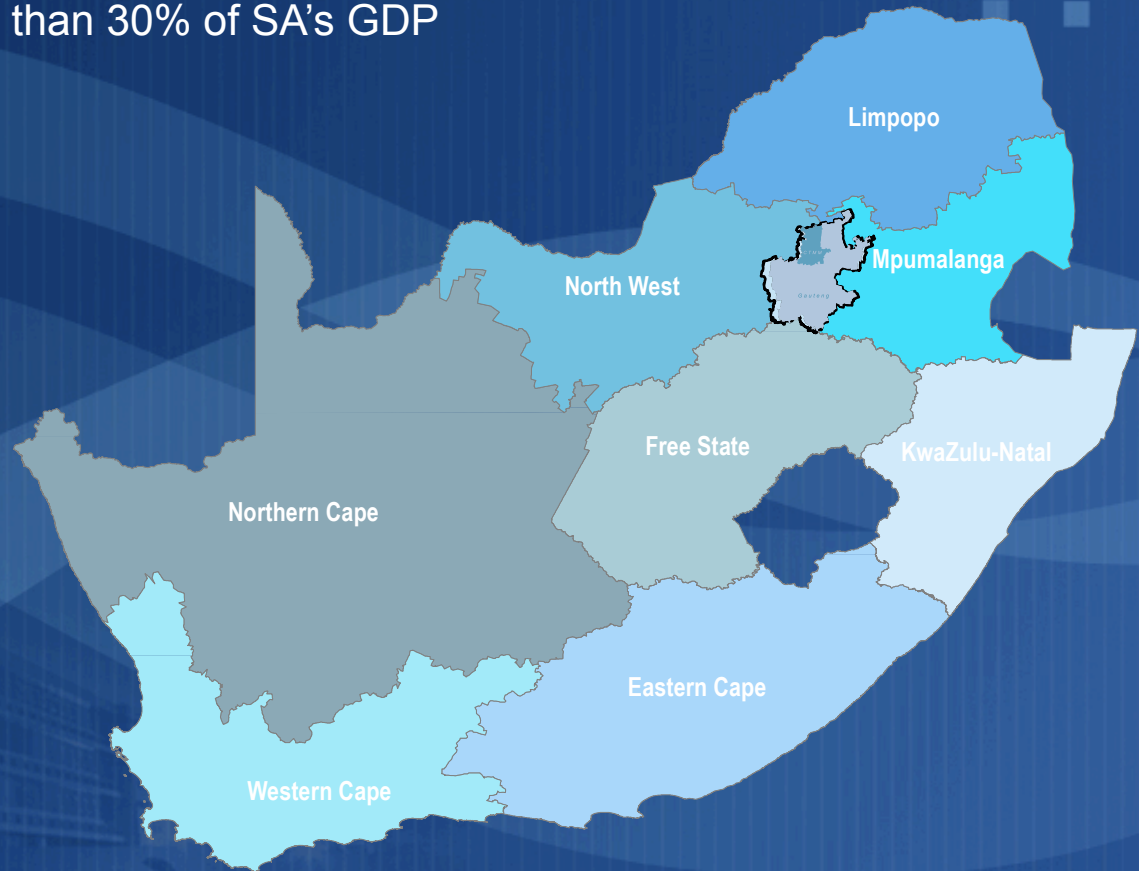 than 30% of SA's GDP
Limpopo
Mpumalanga
North West
Gauteng
Free State
KwaZulu-Natal
Northern Cape
Eastern Cape
Western Cape